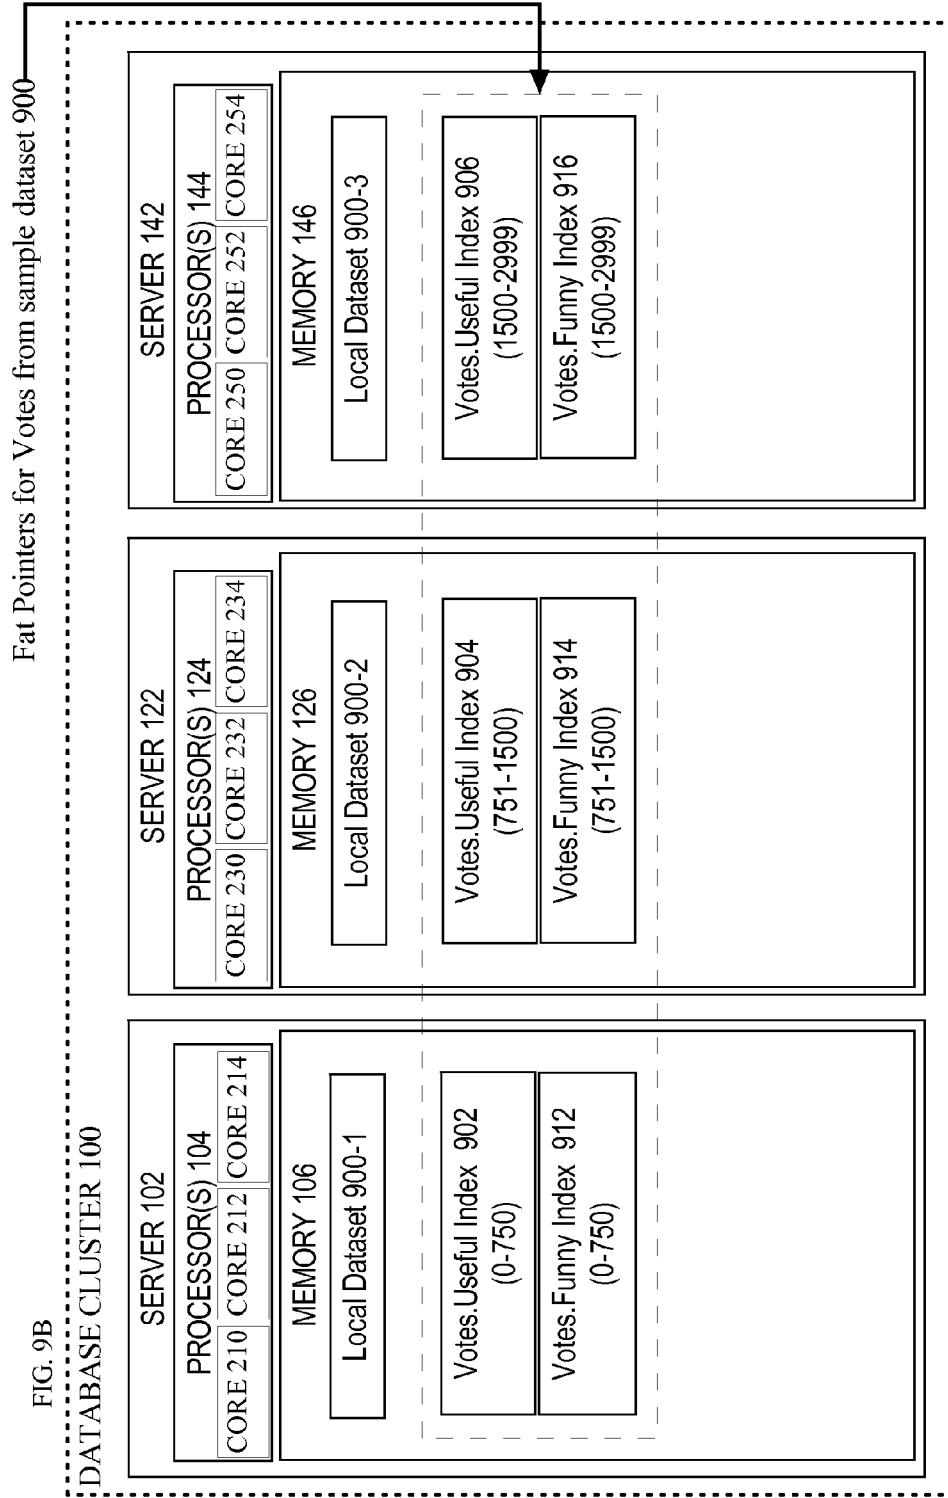 FIG. 9B
Fat Pointers for Votes from sample dataset 900
DATABASE CLUSTER 100
SERVER 102
PROCESSOR(S) 104
CORE 210
CORE 212
CORE 214
MEMORY 106
Local Dataset 900-1
Votes.Useful Index 902
(0-750)
Votes.Funny Index 912
(0-750)
SERVER 122
PROCESSOR(S) 124
CORE 230
CORE 232
CORE 234
MEMORY 126
Local Dataset 900-2
Votes.Useful Index 904
(751-1500)
Votes.Funny Index 914
(751-1500)
SERVER 142
PROCESSOR(S) 144
CORE 250
CORE 252
CORE 254
MEMORY 146
Local Dataset 900-3
Votes.Useful Index 906
(1500-2999)
Votes.Funny Index 916
(1500-2999)